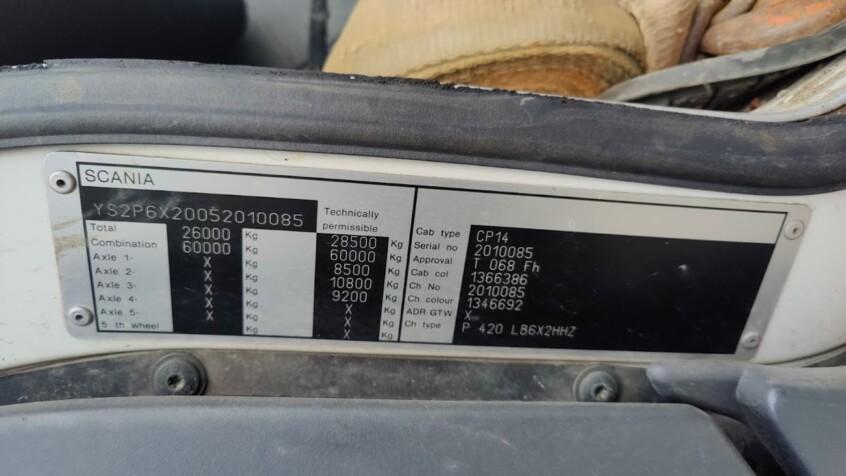 SCANIA
YS2P6X20052010085
Technically
permissible
Total 26000 Kg 28500 Kg
Combination 60000 Kg 60000 Kg
Axle 1- X Kg 8500 Kg
Axle 2- X Kg 10800 Kg
Axle 3- X Kg 9200 Kg
Axle 4- X Kg X Kg
Axle 5- X Kg X Kg
5 th wheel Kg X Kg
Cab type CP14
Serial no 2010085
Approval T 068 Fh
Cab col 1366386
Ch No 2010085
Ch colour 1346692
ADR GTW X
Ch type P 420 LB6X2HHZ